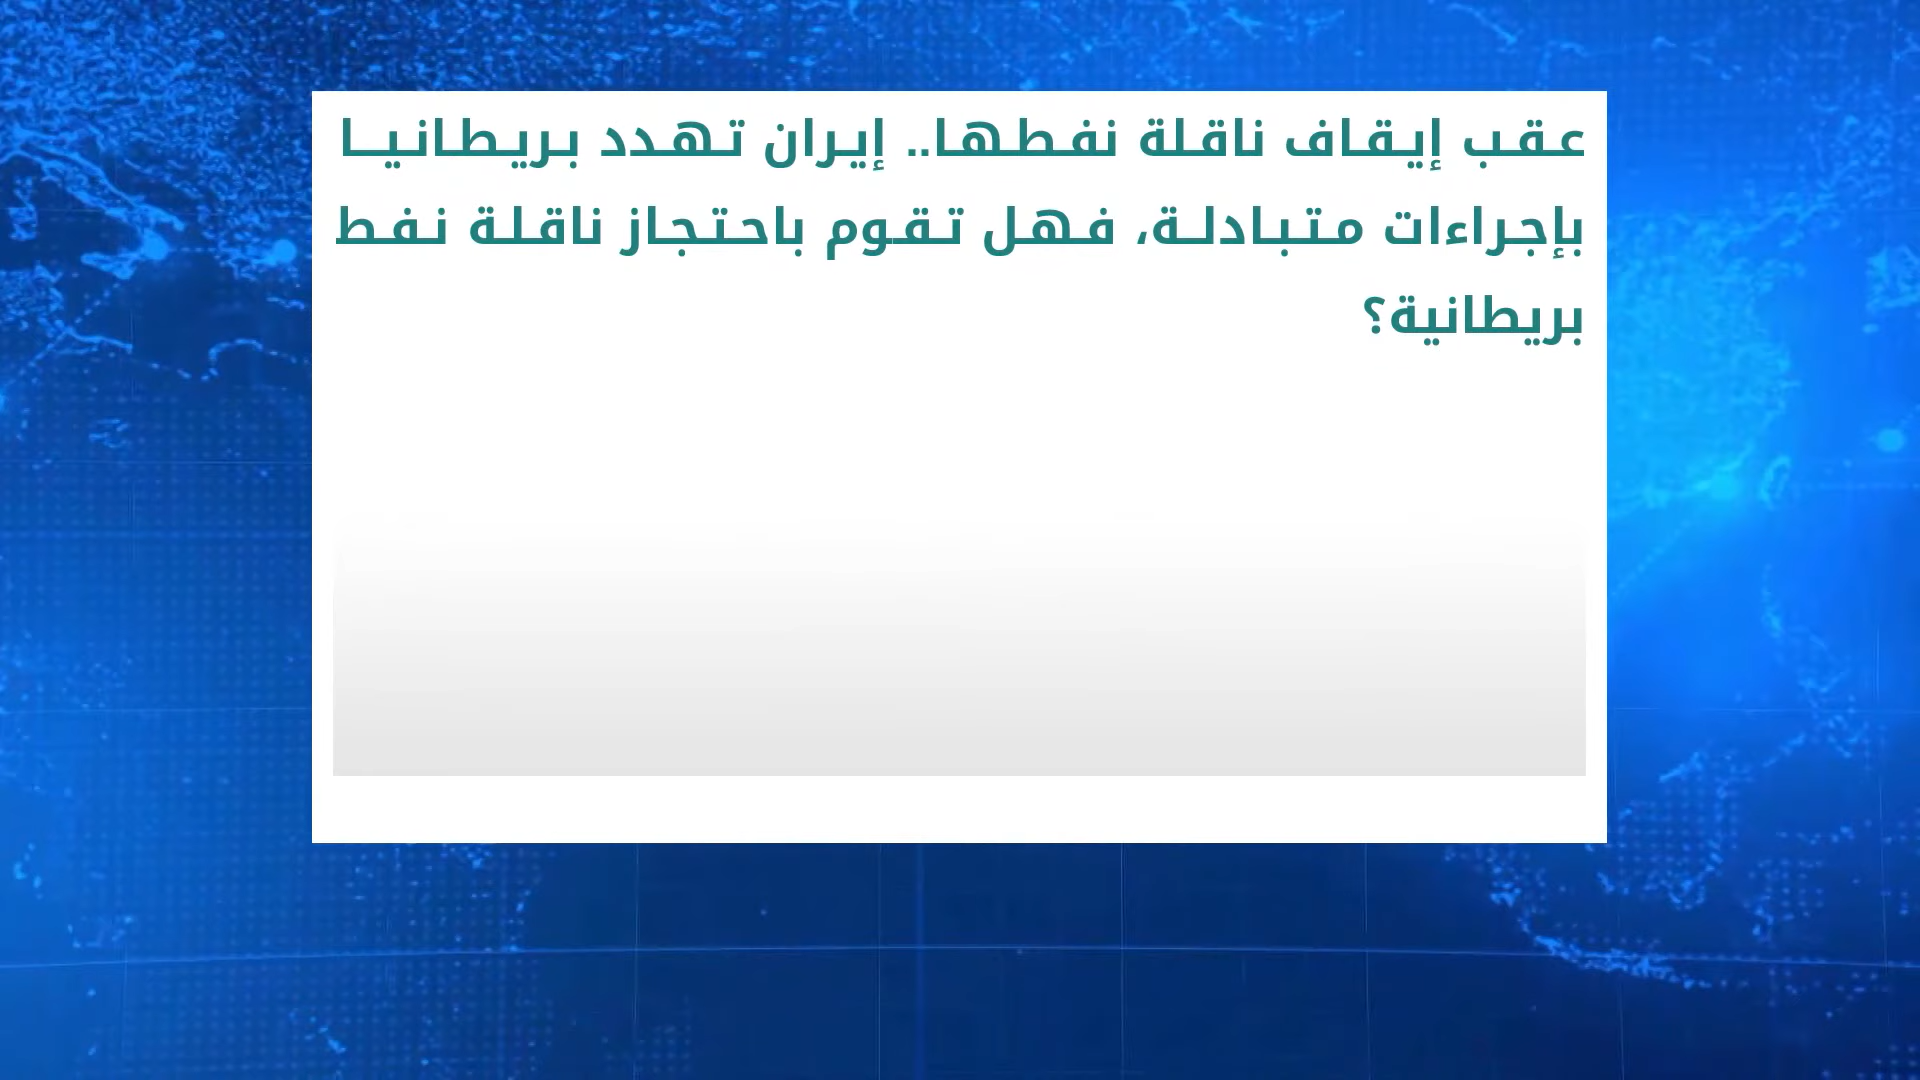 عقب إيقاف ناقلة نفطها.. إيران تهدد بريطانيا
بإجراءات متبادلة، فهل تقوم باحتجاز ناقلة نفط
بريطانية؟